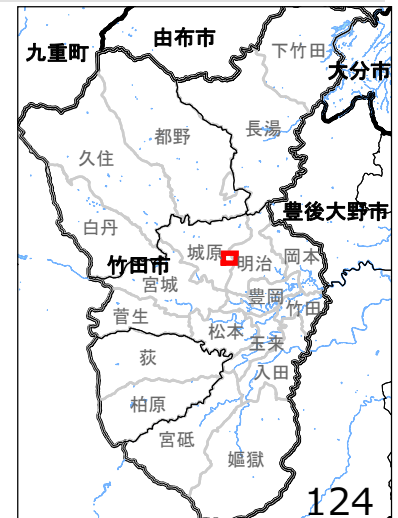 由布市
九重町
下竹田
大分市
長湯
都野
久住
豊後大野市
白丹
城原
岡本
竹田市
明治
宮城
豊岡
竹田
菅生
松本
玉来
荻
入田
柏原
宮砥
嫗獄
124